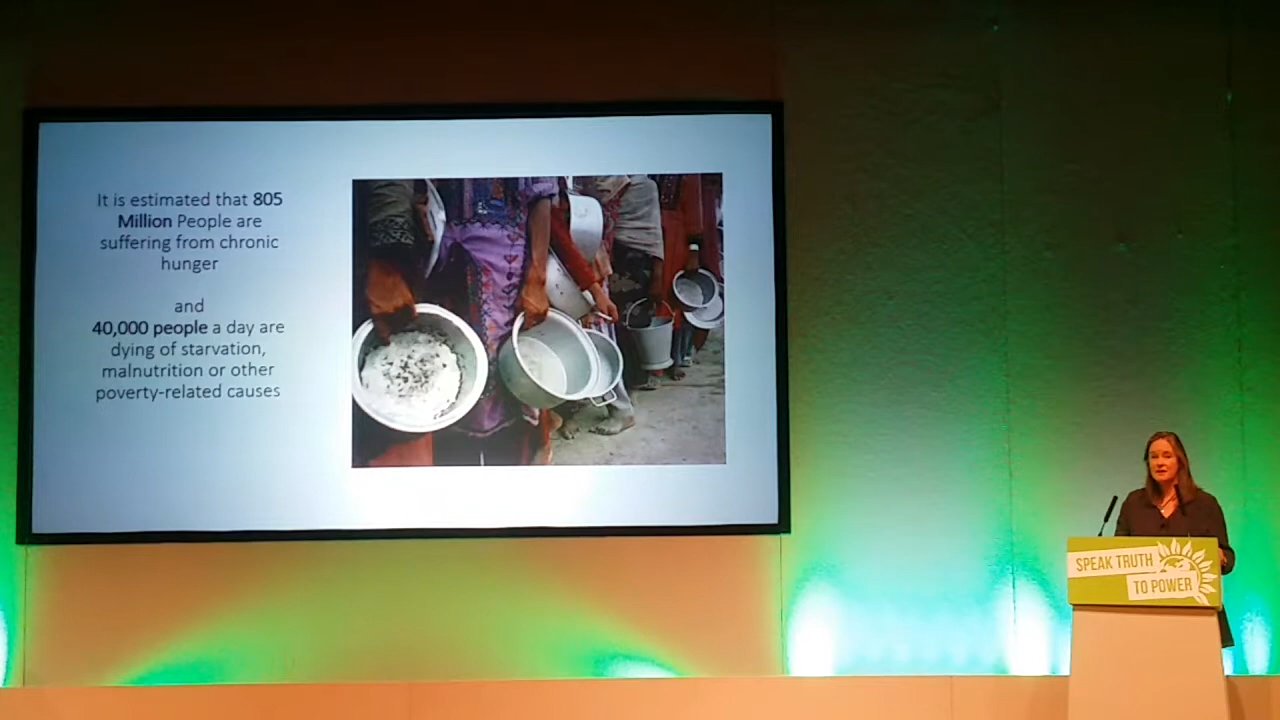 It is estimated that 805
Million People are
suffering from chronic
hunger
and
40,000 people a day are
dying of starvation,
malnutrition or other
poverty-related causes
SPEAK TRUTH
TO POWER